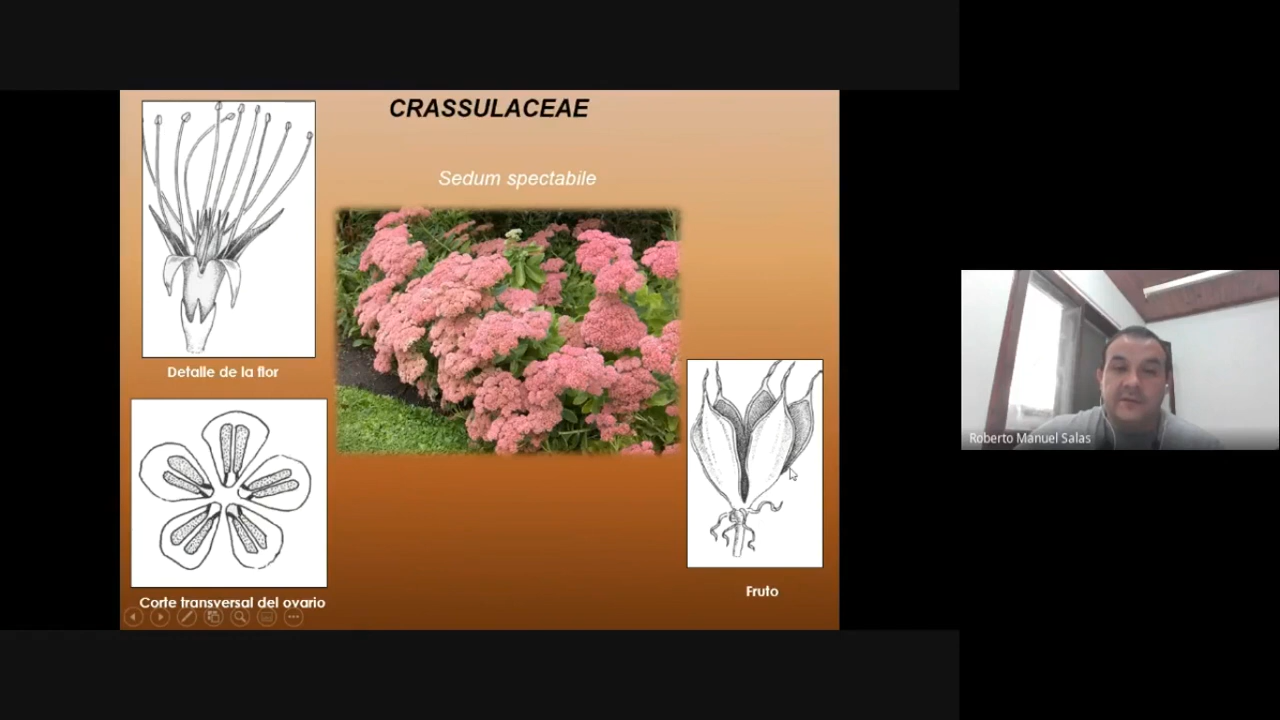 CRASSULACEAE
Sedum spectabile
Detalle de la flor
Corte transversal del ovario
Fruto
Roberto Manuel Salas